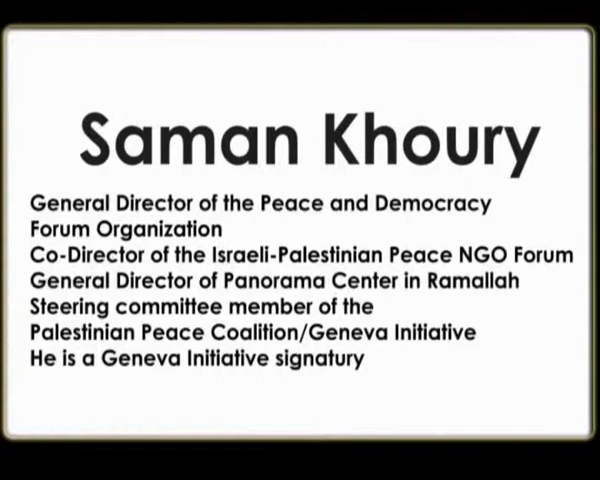 Saman Khoury
General Director of the Peace and Democracy
Forum Organization
Co-Director of the Israeli-Palestinian Peace NGO Forum
General Director of Panorama Center in Ramallah
Steering committee member of the
Palestinian Peace Coalition/Geneva Initiative
He is a Geneva Initiative signatury